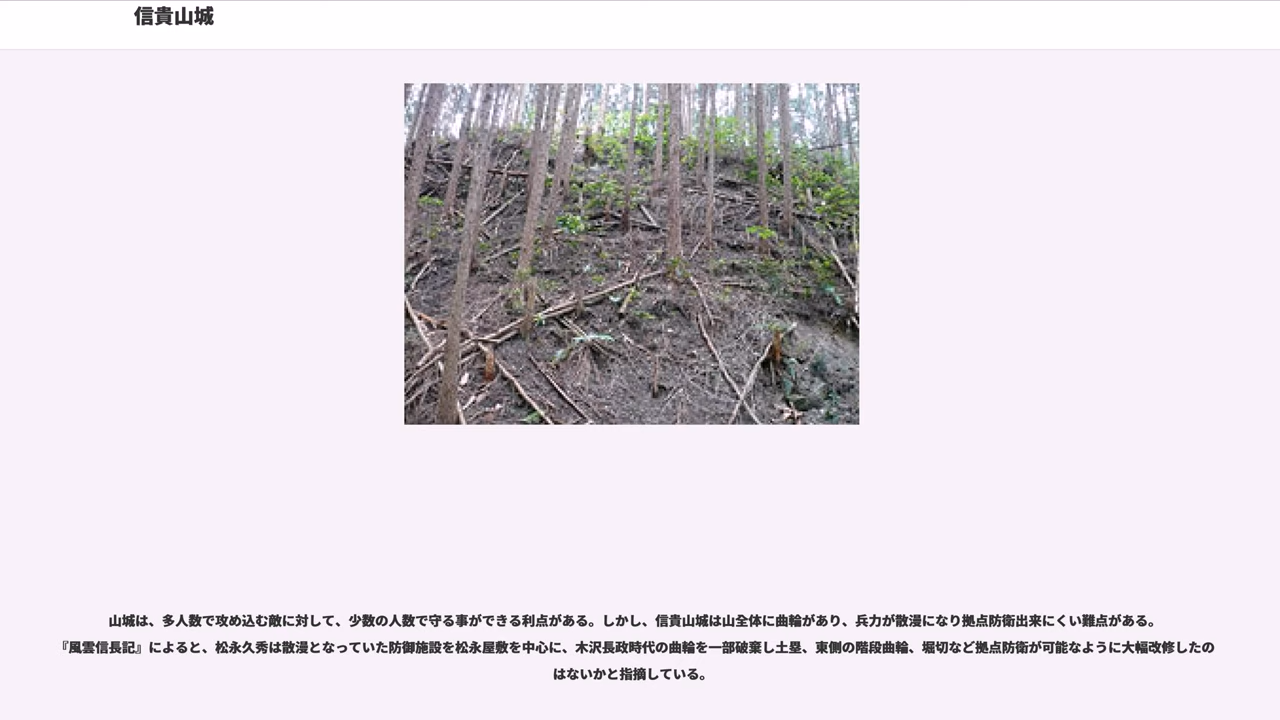 信貴山城
山城は、多人数で攻め込む敵に対して、少数の人数で守る事ができる利点がある。しかし、信貴山城は山全体に曲輪があり、兵力が散漫になり拠点防衛出来にくい難点がある。
『風雲信長記』によると、松永久秀は散漫となっていた防御施設を松永屋敷を中心に、木沢長政時代の曲輪を一部破棄し土塁、東側の階段曲輪、堀切など拠点防衛が可能なように大幅改修したの
はないかと指摘している。